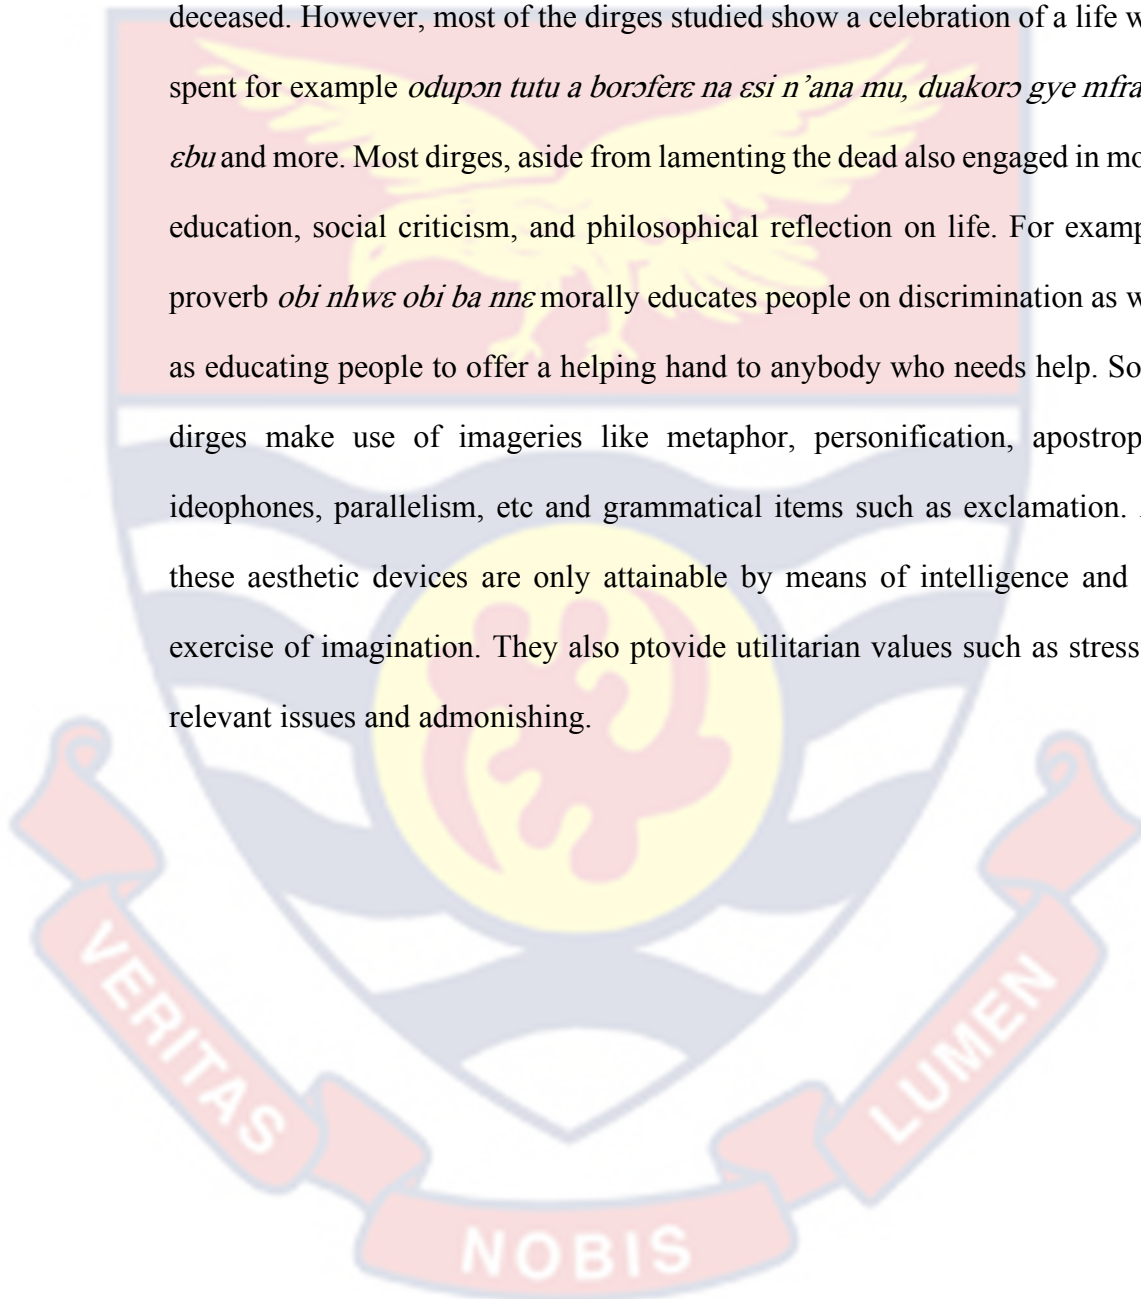 deceased. However, most of the dirges studied show a celebration of a life w
spent for example odupɔn tutu a borɔferɛ na ɛsi n'ana mu, duakorɔ gye mfra
ɛbu and more. Most dirges, aside from lamenting the dead also engaged in mo
education, social criticism, and philosophical reflection on life. For examp
proverb obi nhwɛ obi ba nnɛ morally educates people on discrimination as w
as educating people to offer a helping hand to anybody who needs help. So
dirges make use of imageries like metaphor, personification, apostrop
ideophones, parallelism, etc and grammatical items such as exclamation.
these aesthetic devices are only attainable by means of intelligence and
exercise of imagination. They also ptovide utilitarian values such as stress
relevant issues and admonishing.
VERITAS
NOBIS
LUMEN